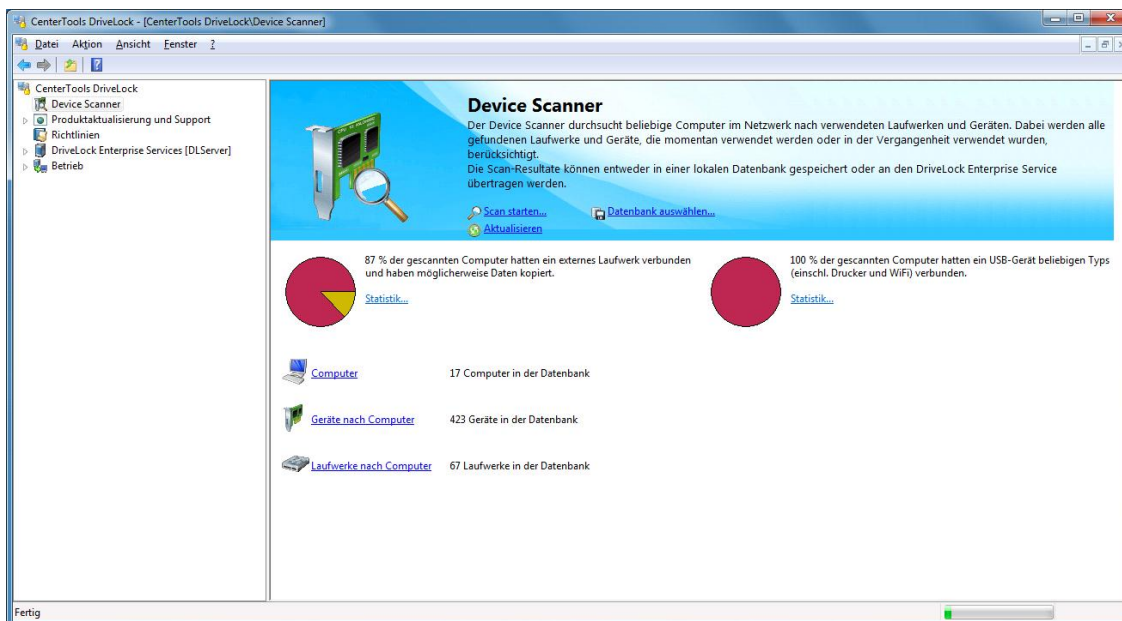 CenterTools DriveLock - [CenterTools DriveLock\Device Scanner]
Datei Aktion Ansicht Fenster ?
CenterTools DriveLock
Device Scanner
Produktaktualisierung und Support
Richtlinien
DriveLock Enterprise Services [DLServer]
Betrieb
Device Scanner
Der Device Scanner durchsucht beliebige Computer im Netzwerk nach verwendeten Laufwerken und Geräten. Dabei werden alle
gefundenen Laufwerke und Geräte, die momentan verwendet werden oder in der Vergangenheit verwendet wurden,
berücksichtigt.
Die Scan-Resultate können entweder in einer lokalen Datenbank gespeichert oder an den DriveLock Enterprise Service
übertragen werden.
Scan starten... Datenbank auswählen...
Aktualisieren
87 % der gescannten Computer hatten ein externes Laufwerk verbunden
und haben möglicherweise Daten kopiert.
Statistik...
100 % der gescannten Computer hatten ein USB-Gerät beliebigen Typs
(einschl. Drucker und WiFi) verbunden.
Statistik...
Computer 17 Computer in der Datenbank
Geräte nach Computer 423 Geräte in der Datenbank
Laufwerke nach Computer 67 Laufwerke in der Datenbank
Fertig